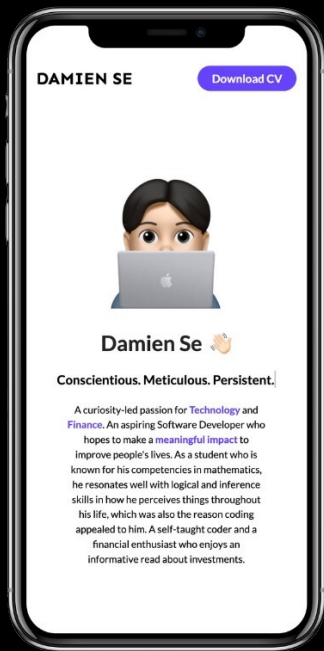 DAMIEN SE
Download CV
Damien Se 👋🏻
Conscientious. Meticulous. Persistent.
A curiosity-led passion for Technology and
Finance. An aspiring Software Developer who
hopes to make a meaningful impact to
improve people's lives. As a student who is
known for his competencies in mathematics,
he resonates well with logical and inference
skills in how he perceives things throughout
his life, which was also the reason coding
appealed to him. A self-taught coder and a
financial enthusiast who enjoys an
informative read about investments.